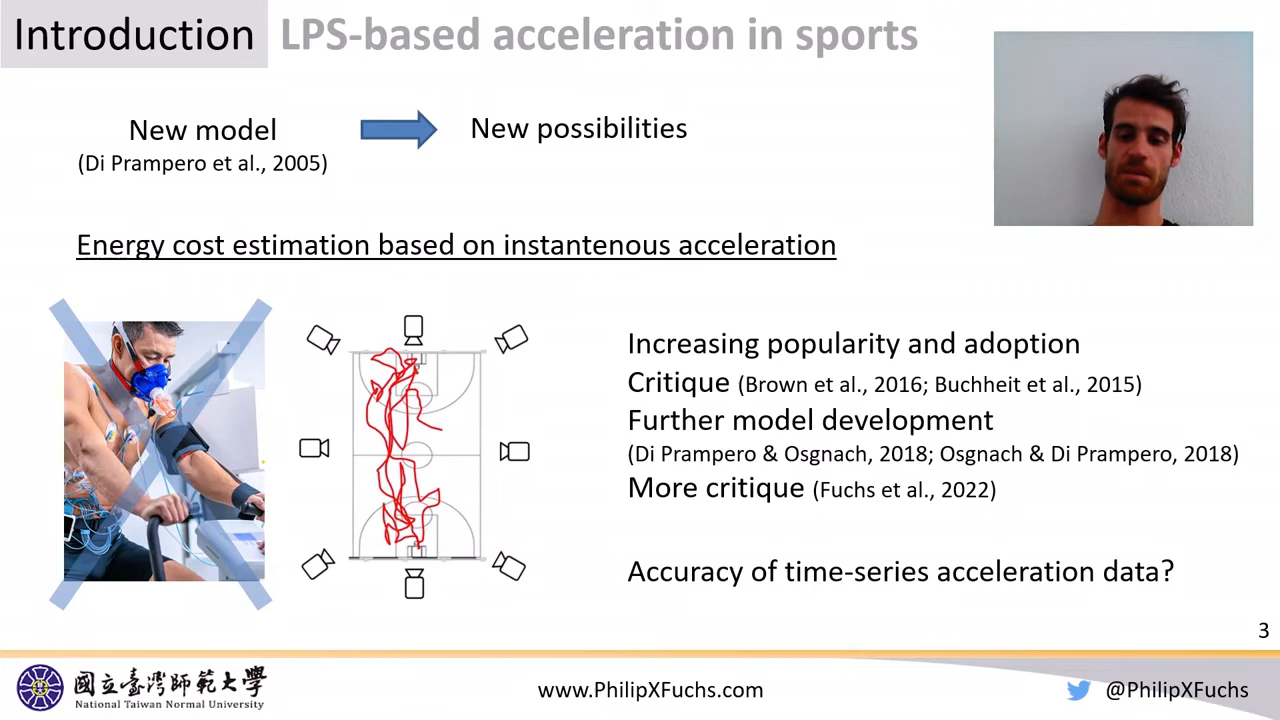 Introduction LPS-based acceleration in sports
New model
(Di Prampero et al., 2005)
New possibilities
Energy cost estimation based on instantenous acceleration
Increasing popularity and adoption
Critique (Brown et al., 2016; Buchheit et al., 2015)
Further model development
(Di Prampero & Osgnach, 2018; Osgnach & Di Prampero, 2018)
More critique (Fuchs et al., 2022)
Accuracy of time-series acceleration data?
3
國立臺灣師範大學
National Taiwan Normal University
www.PhilipXFuchs.com
@PhilipXFuchs